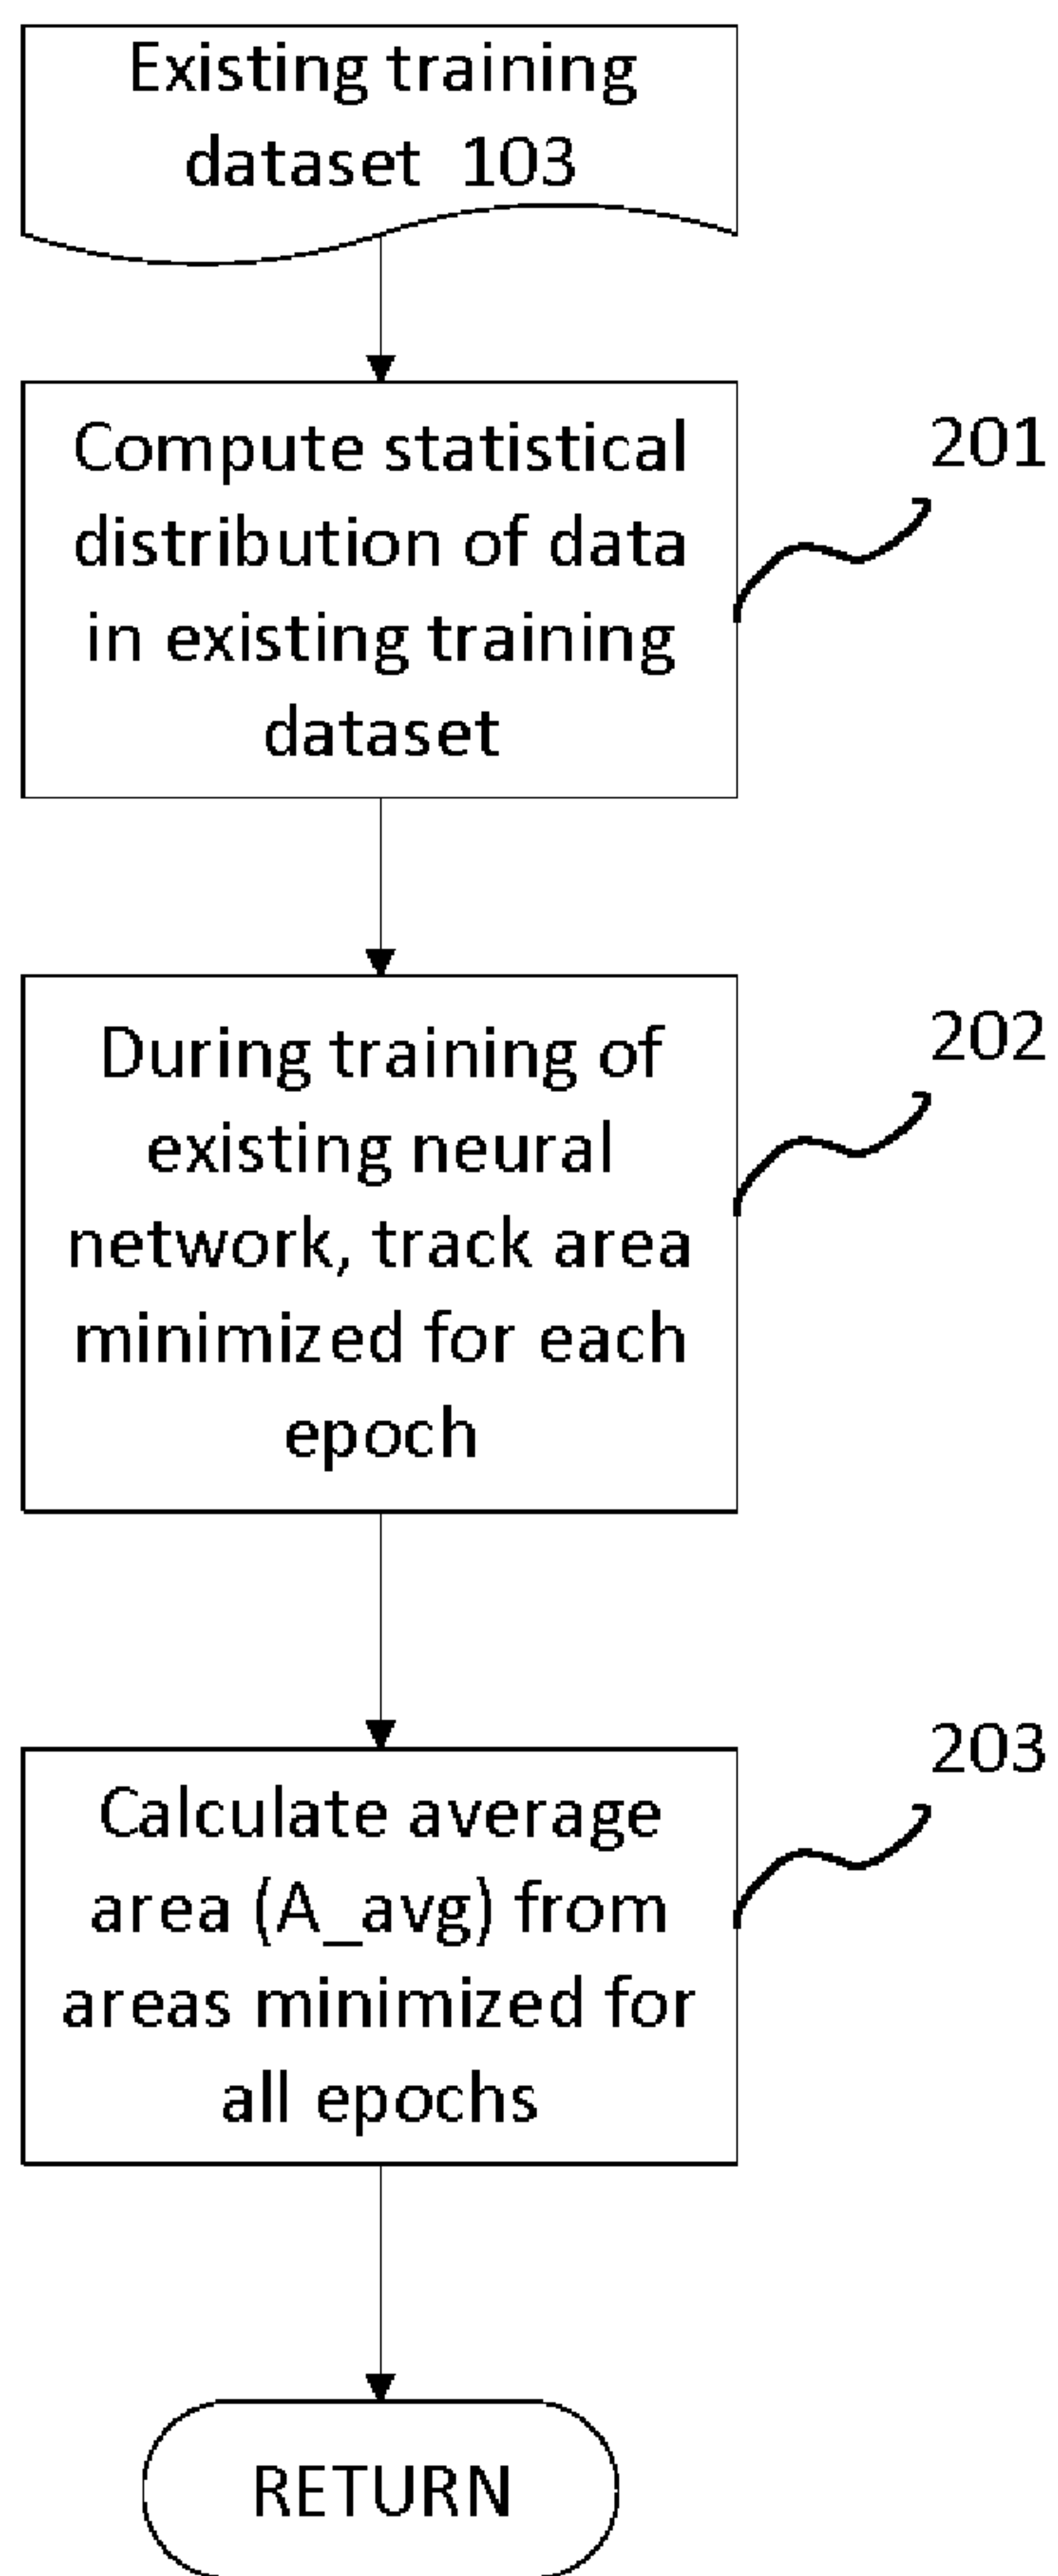 Existing training
dataset 103
Compute statistical
distribution of data
in existing training
dataset
201
During training of
existing neural
network, track area
minimized for each
epoch
202
Calculate average
area (A_avg) from
areas minimized for
all epochs
203
RETURN